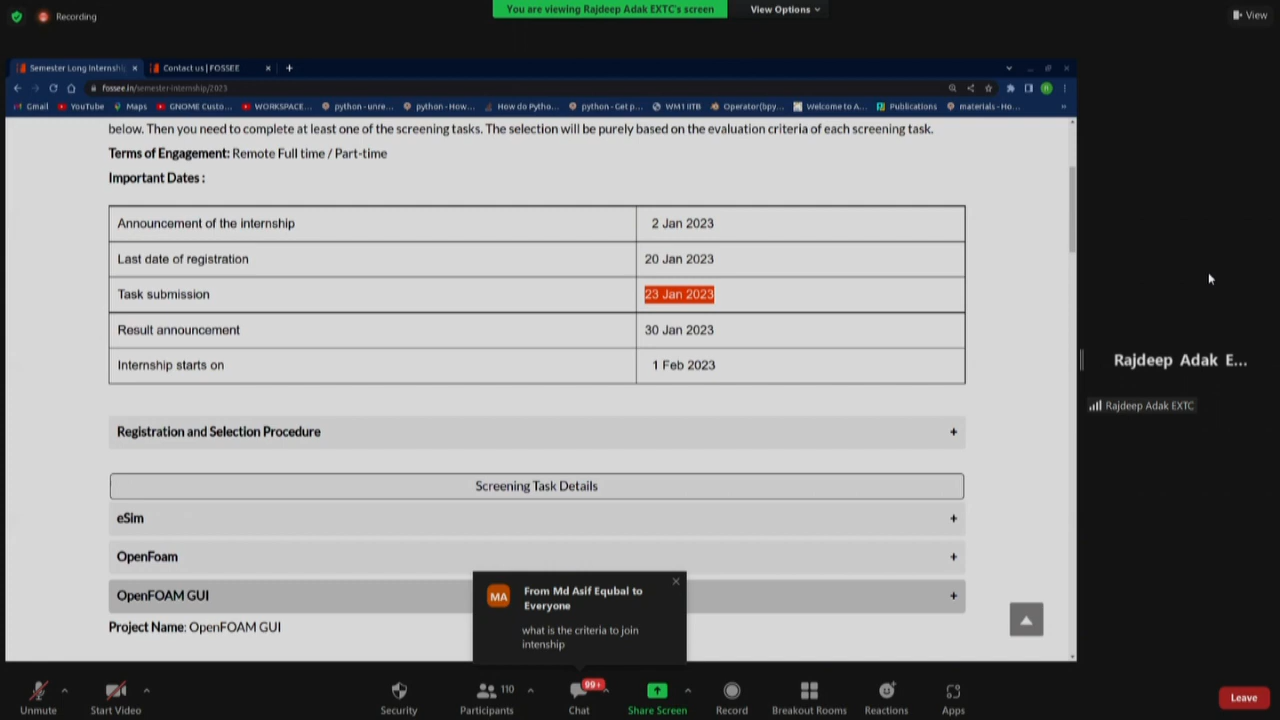 Recording
You are viewing Rajdeep Adak EXTC's screen
View Options
View
Semester Long Internshi
Contact us | FOSSEE
fossee.in/semester-internship/2023
Gmail
YouTube
Maps
GNOME Custo...
WORKSPACE...
python - unre...
python - How...
How do Pytho...
python - Get p...
WM1 IITB
Operator(bpy...
Welcome to A...
Publications
materials - Ho...
below. Then you need to complete at least one of the screening tasks. The selection will be purely based on the evaluation criteria of each screening task.
Terms of Engagement: Remote Full time / Part-time
Important Dates :
Announcement of the internship 2 Jan 2023
Last date of registration 20 Jan 2023
Task submission 23 Jan 2023
Result announcement 30 Jan 2023
Internship starts on 1 Feb 2023
Registration and Selection Procedure +
Screening Task Details
eSim +
OpenFoam +
OpenFOAM GUI +
Project Name: OpenFOAM GUI
MA
From Md Asif Equbal to
Everyone
what is the criteria to join
intenship
Rajdeep Adak E...
Rajdeep Adak EXTC
Unmute
Start Video
Security
110
Participants
99+
Chat
Share Screen
Record
Breakout Rooms
Reactions
Apps
Leave